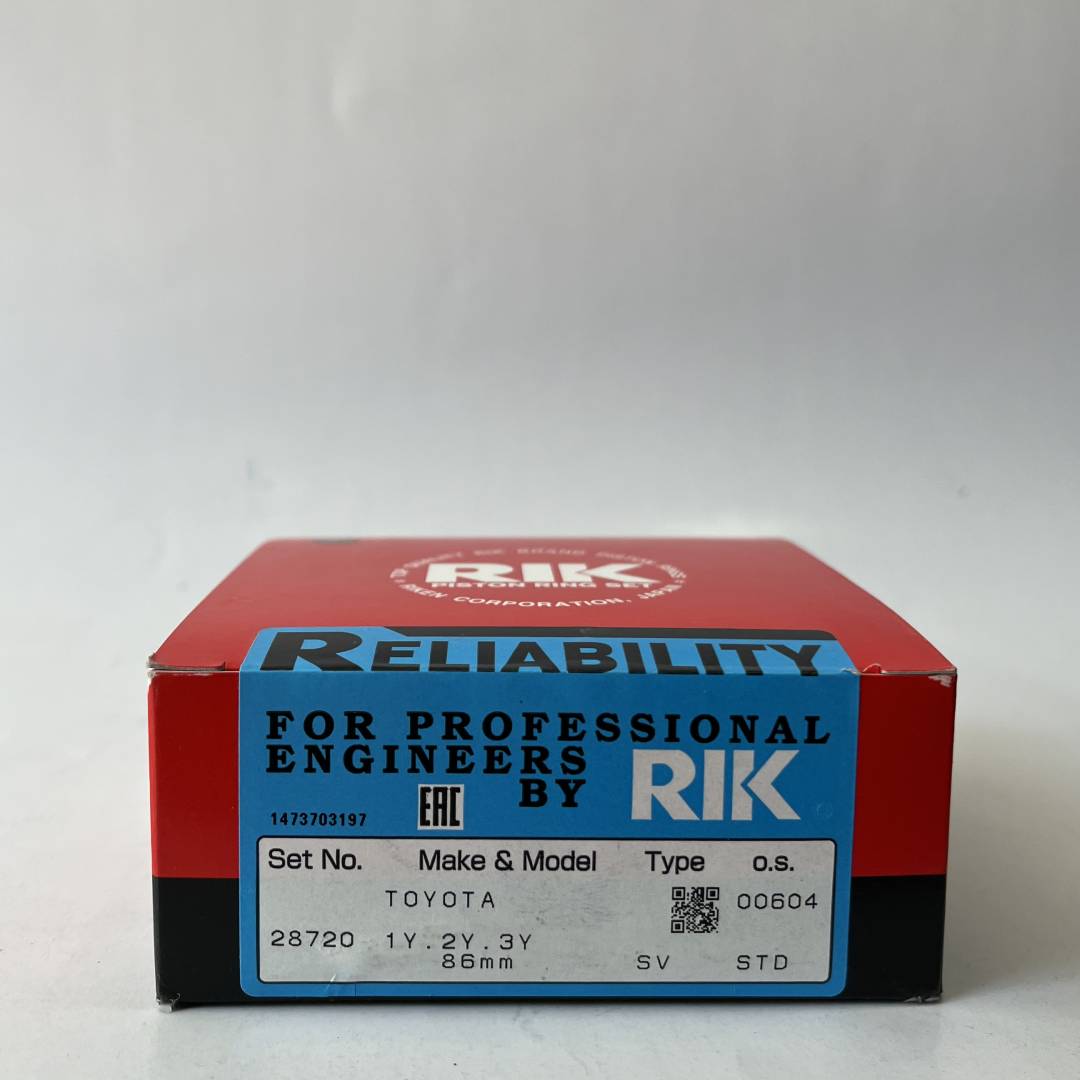 RIK
PISTON RING SET
RIKEN CORPORATION, JAPAN
RELIABILITY
FOR PROFESSIONAL
ENGINEERS
BY RIK
1473703197 EAC
Set No. Make & Model Type o.s.
TOYOTA 00604
28720 1Y.2Y.3Y
86mm SV STD